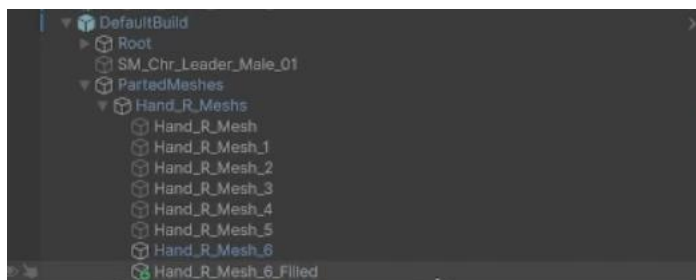 DefaultBuild
Root
SM_Chr_Leader_Male_01
PartedMeshes
Hand_R_Meshs
Hand_R_Mesh
Hand_R_Mesh_1
Hand_R_Mesh_2
Hand_R_Mesh_3
Hand_R_Mesh_4
Hand_R_Mesh_5
Hand_R_Mesh_6
Hand_R_Mesh_6_Filled